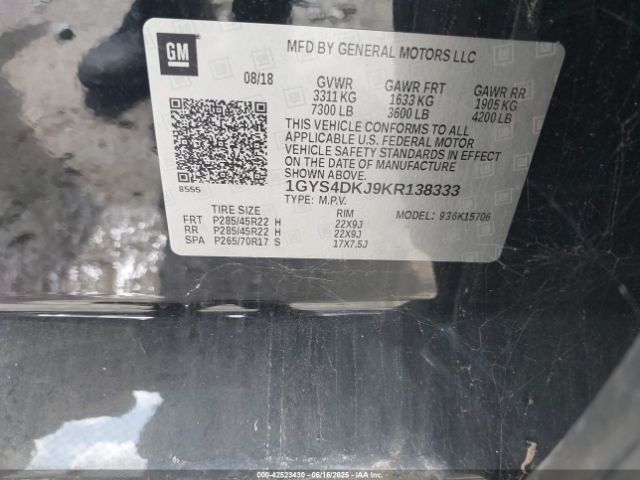 GM
MFD BY GENERAL MOTORS LLC
08/18 GVWR GAWR FRT GAWR RR
3311 KG 1633 KG 1905 KG
7300 LB 3600 LB 4200 LB
THIS VEHICLE CONFORMS TO ALL
APPLICABLE U.S. FEDERAL MOTOR
VEHICLE SAFETY STANDARDS IN EFFECT
ON THE DATE OF MANUFACTURE
SHOWN ABOVE.
8555 1GYS4DKJ9KR138333
TYPE: M.P.V. MODEL: 936K15706
TIRE SIZE RIM
FRT P285/45R22 H 22X9J
RR P285/45R22 H 22X9J
SPA P265/70R17 S 17X7.5J
© 000-42523430 - 06/16/2025 - IAAI.COM